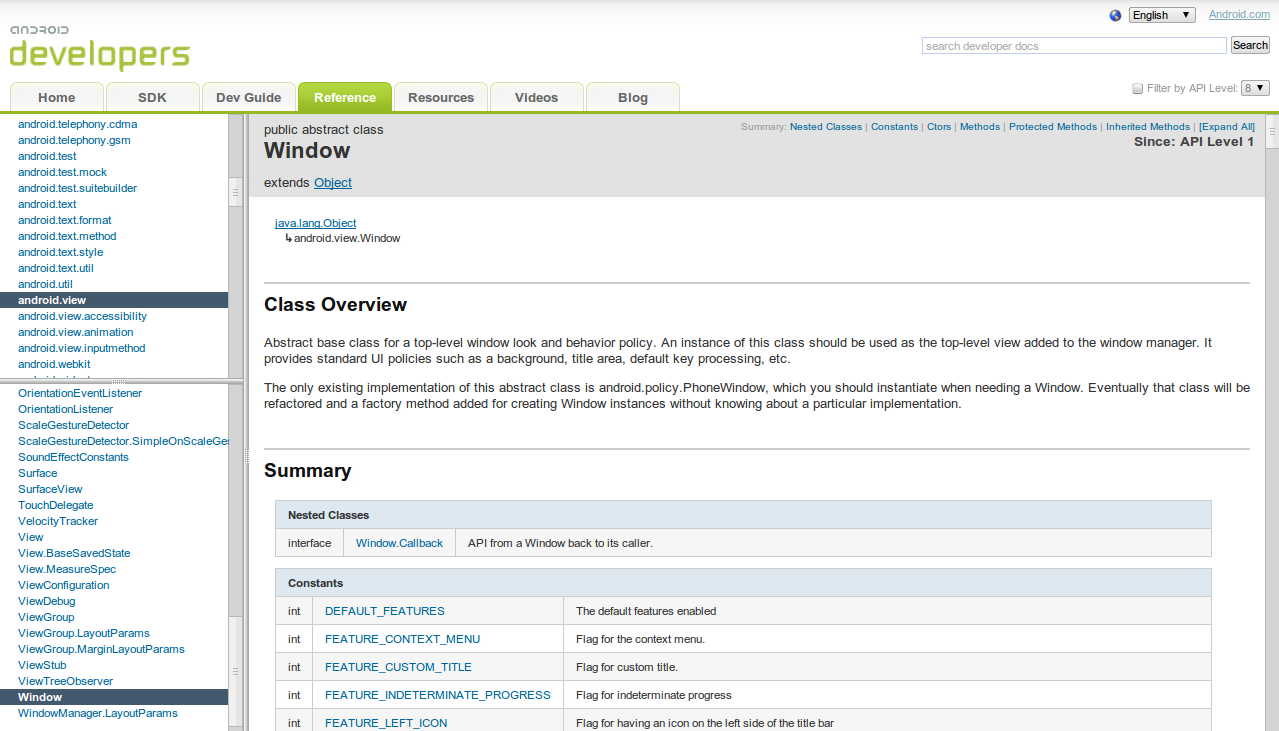 English
Android.com
android
developers
search developer docs
Search
Home
SDK
Dev Guide
Reference
Resources
Videos
Blog
Filter by API Level: 8
android.telephony.cdma
android.telephony.gsm
android.test
android.test.mock
android.test.suitebuilder
android.text
android.text.format
android.text.method
android.text.style
android.text.util
android.util
android.view
android.view.accessibility
android.view.animation
android.view.inputmethod
android.webkit
OrientationEventListener
OrientationListener
ScaleGestureDetector
ScaleGestureDetector.SimpleOnScaleGes
SoundEffectConstants
Surface
SurfaceView
TouchDelegate
VelocityTracker
View
View.BaseSavedState
View.MeasureSpec
ViewConfiguration
ViewDebug
ViewGroup
ViewGroup.LayoutParams
ViewGroup.MarginLayoutParams
ViewStub
ViewTreeObserver
Window
WindowManager.LayoutParams
public abstract class
Window
extends Object
Summary: Nested Classes | Constants | Ctors | Methods | Protected Methods | Inherited Methods | [Expand All]
Since: API Level 1
java.lang.Object
↳android.view.Window
Class Overview
Abstract base class for a top-level window look and behavior policy. An instance of this class should be used as the top-level view added to the window manager. It
provides standard UI policies such as a background, title area, default key processing, etc.
The only existing implementation of this abstract class is android.policy.PhoneWindow, which you should instantiate when needing a Window. Eventually that class will be
refactored and a factory method added for creating Window instances without knowing about a particular implementation.
Summary
Nested Classes
interface Window.Callback API from a Window back to its caller.
Constants
int DEFAULT_FEATURES The default features enabled
int FEATURE_CONTEXT_MENU Flag for the context menu.
int FEATURE_CUSTOM_TITLE Flag for custom title.
int FEATURE_INDETERMINATE_PROGRESS Flag for indeterminate progress
int FEATURE_LEFT_ICON Flag for having an icon on the left side of the title bar